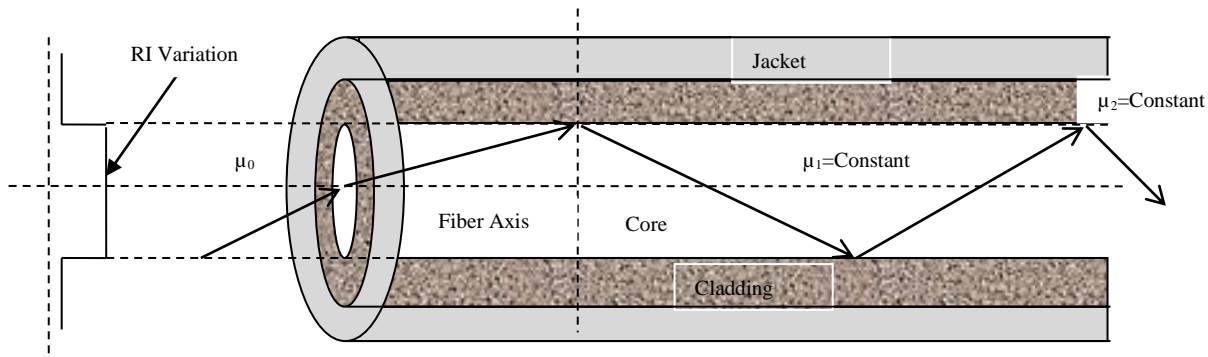 RI Variation
Jacket
µ2=Constant
µ0
µ1=Constant
Fiber Axis
Core
Cladding